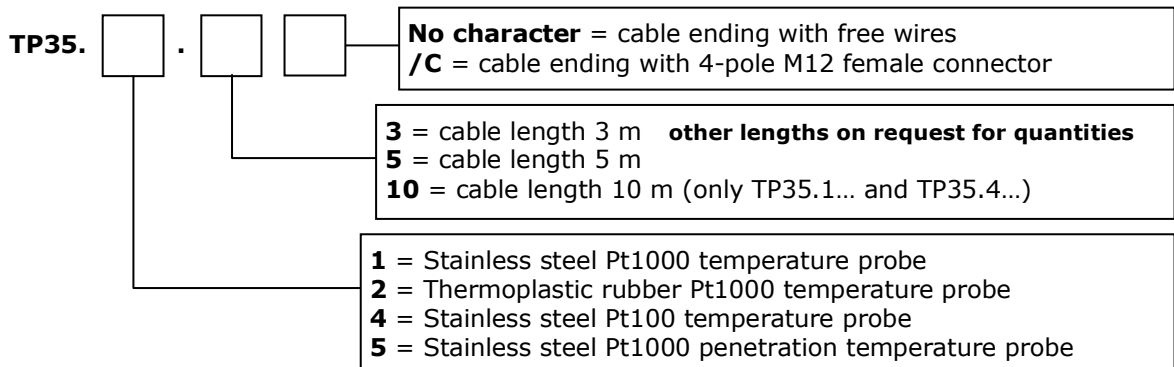 TP35. .
No character = cable ending with free wires
/C = cable ending with 4-pole M12 female connector
3 = cable length 3 m other lengths on request for quantities
5 = cable length 5 m
10 = cable length 10 m (only TP35.1… and TP35.4…)
1 = Stainless steel Pt1000 temperature probe
2 = Thermoplastic rubber Pt1000 temperature probe
4 = Stainless steel Pt100 temperature probe
5 = Stainless steel Pt1000 penetration temperature probe